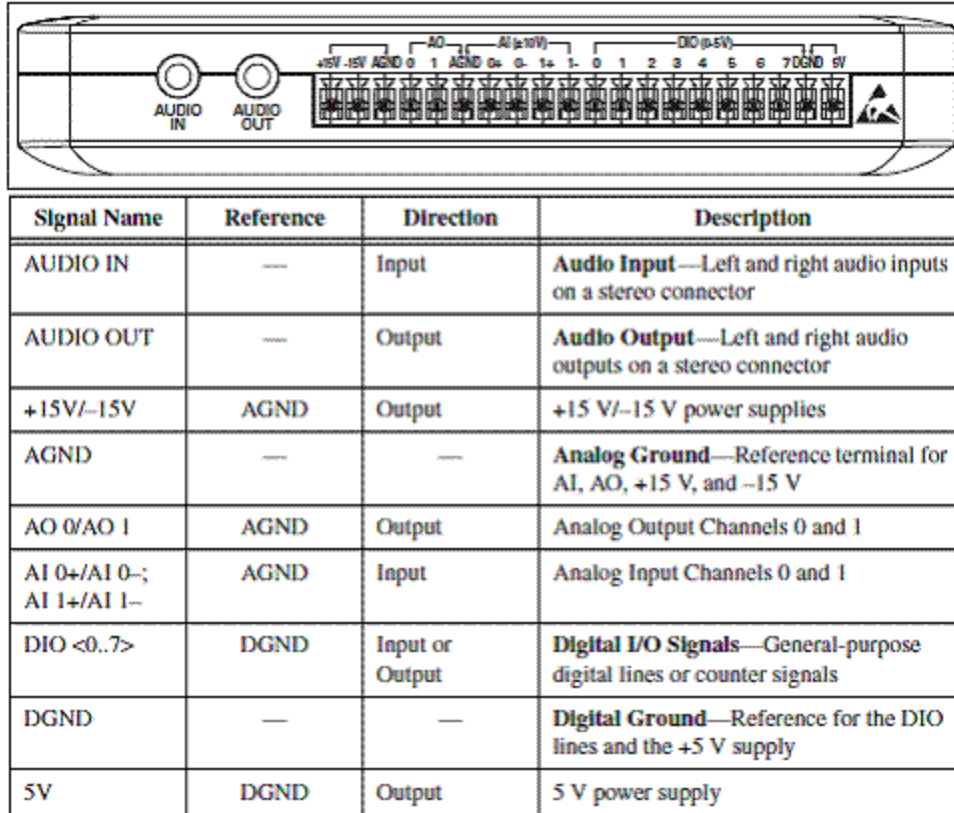 AO AI (±10V) DIO (0-5V)
+15V -15V AGND 0 1 AGND 0+ 0- 1+ 1- 0 1 2 3 4 5 6 7 DGND 5V
AUDIO IN
AUDIO OUT
Signal Name Reference Direction Description
AUDIO IN — Input Audio Input—Left and right audio inputs
on a stereo connector
AUDIO OUT — Output Audio Output—Left and right audio
outputs on a stereo connector
+15V/–15V AGND Output +15 V/–15 V power supplies
AGND — — Analog Ground—Reference terminal for
AI, AO, +15 V, and –15 V
AO 0/AO 1 AGND Output Analog Output Channels 0 and 1
AI 0+/AI 0–; AGND Input Analog Input Channels 0 and 1
AI 1+/AI 1–
DIO <0..7> DGND Input or Digital I/O Signals—General-purpose
Output digital lines or counter signals
DGND — — Digital Ground—Reference for the DIO
lines and the +5 V supply
5V DGND Output 5 V power supply